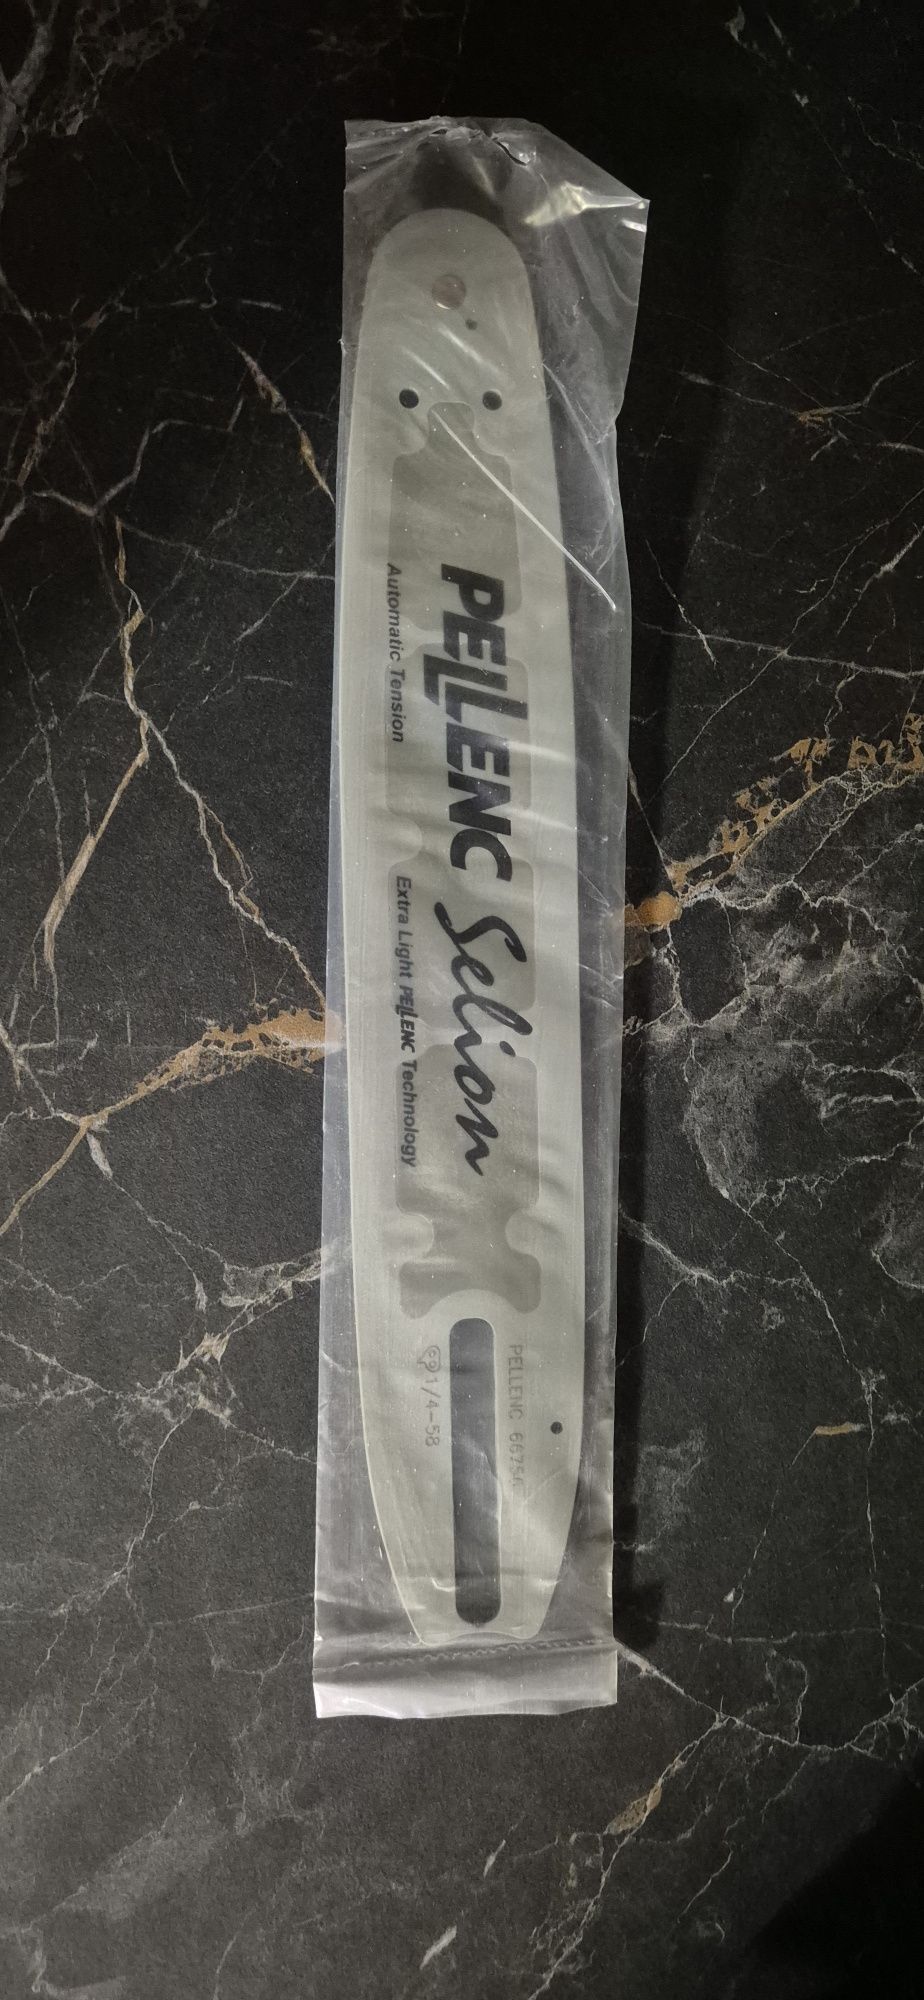 PELLENC Selion
Automatic Tension
Extra Light PELLENC Technology
PELLENC
1/4-58